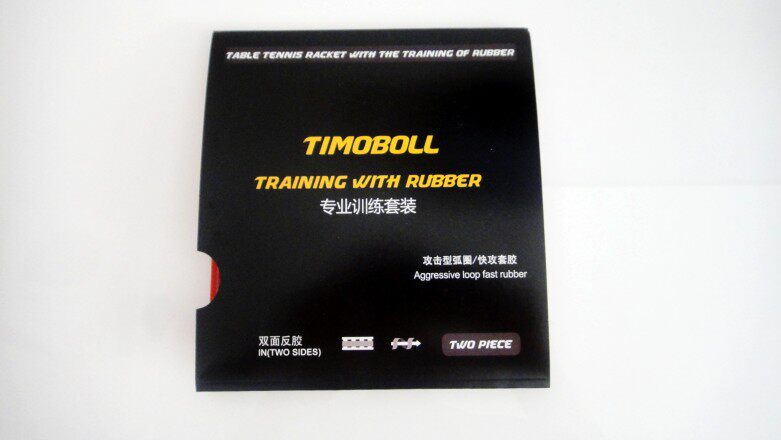 TABLE TENNIS RACKET WITH THE TRAINING OF RUBBER
TIMOBOLL
TRAINING WITH RUBBER
专业训练套装
攻击型弧圈/快攻套胶
Aggressive loop fast rubber
双面反胶
IN(TWO SIDES)
TWO PIECE